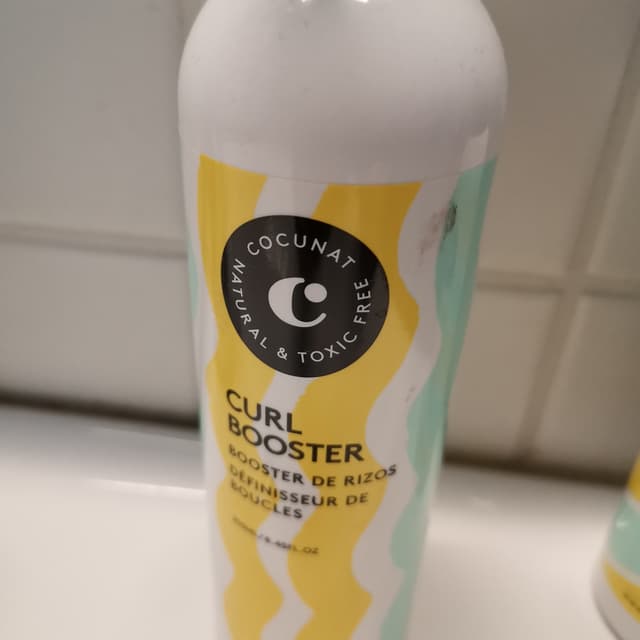 COCUNAT
NATURAL & TOXIC FREE
C
CURL
BOOSTER
BOOSTER DE RIZOS
DÉFINISSEUR DE
BOUCLES